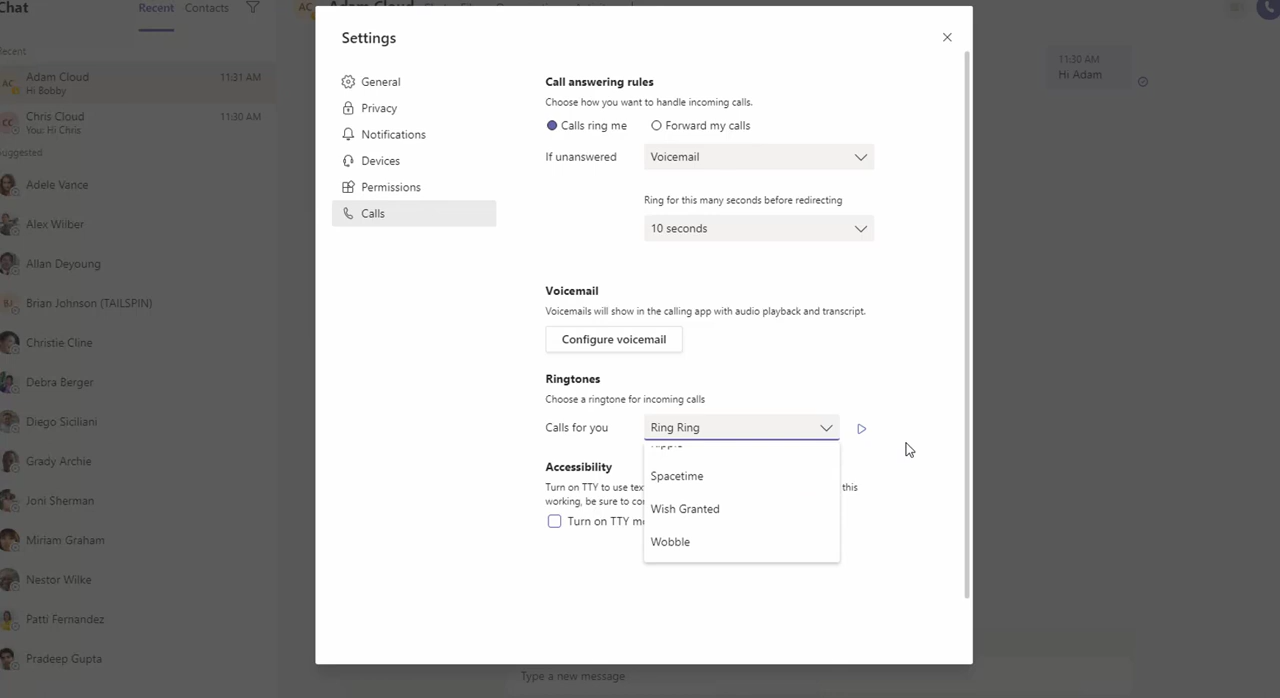 Chat
Recent
Contacts
Adam Cloud
Recent
AC
Adam Cloud
11:31 AM
Hi Bobby
CC
Chris Cloud
11:30 AM
You: Hi Chris
Suggested
Adele Vance
Alex Wilber
Allan Deyoung
BJ
Brian Johnson (TAILSPIN)
Christie Cline
Debra Berger
Diego Siciliani
Grady Archie
Joni Sherman
Miriam Graham
Nestor Wilke
Patti Fernandez
Pradeep Gupta
11:30 AM
Hi Adam
Type a new message
Settings
General
Privacy
Notifications
Devices
Permissions
Calls
Call answering rules
Choose how you want to handle incoming calls.
Calls ring me
Forward my calls
If unanswered
Voicemail
Ring for this many seconds before redirecting
10 seconds
Voicemail
Voicemails will show in the calling app with audio playback and transcript.
Configure voicemail
Ringtones
Choose a ringtone for incoming calls
Calls for you
Ring Ring
Spacetime
Wish Granted
Wobble
Accessibility
Turn on TTY to use tex this
working, be sure to co
Turn on TTY m